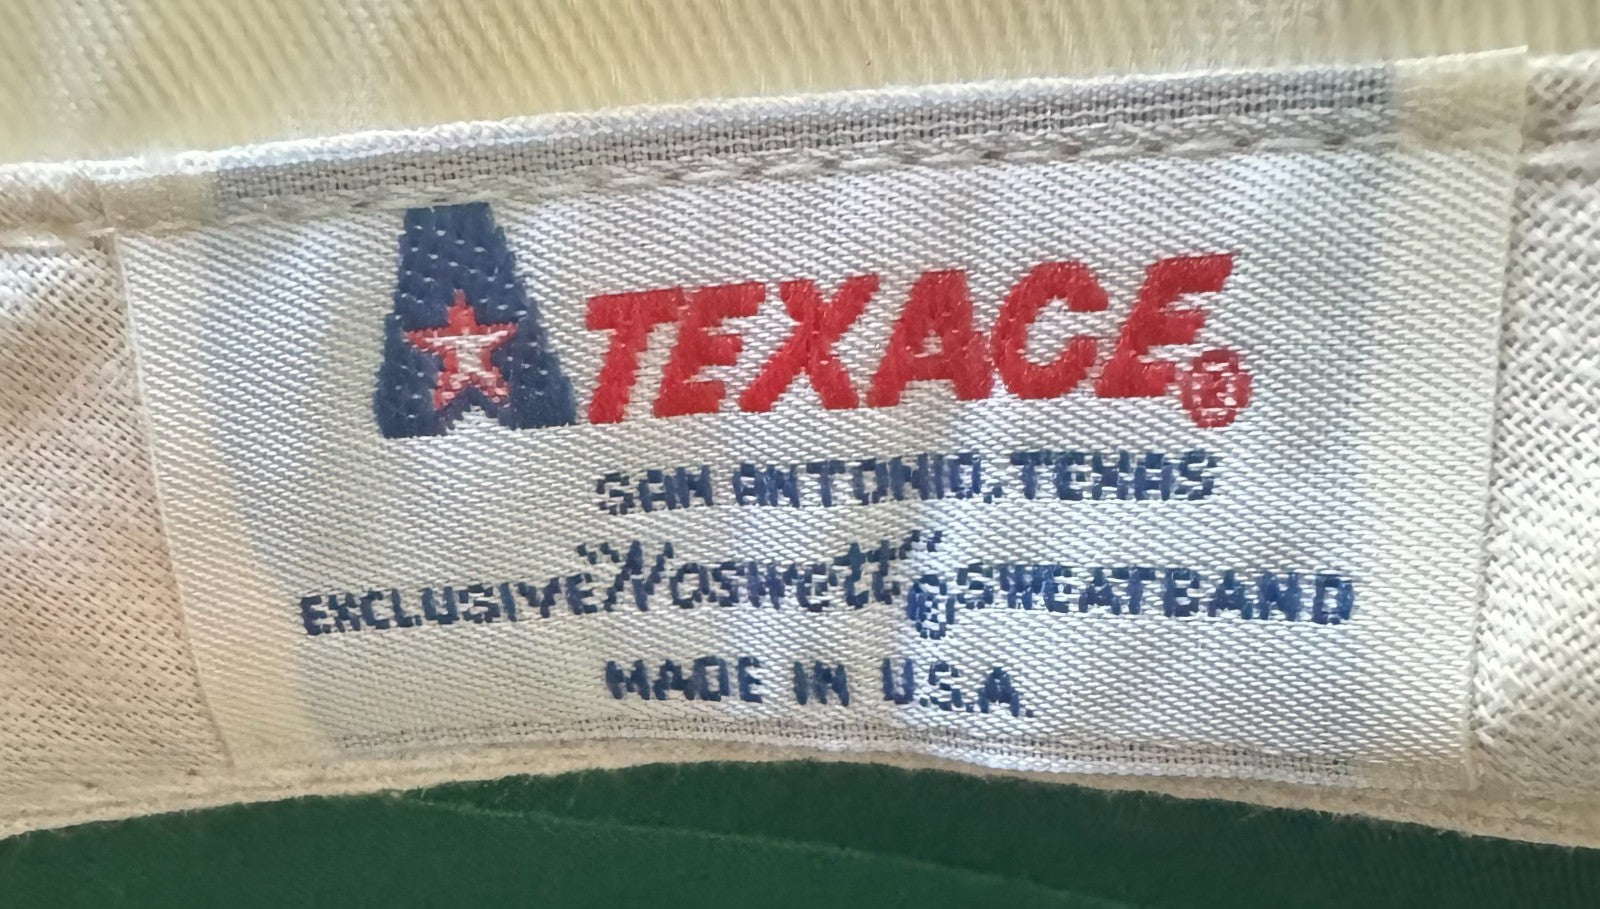 TEXACE®
SAN ANTONIO, TEXAS
EXCLUSIVE "Noswett"® SWEATBAND
MADE IN U.S.A.